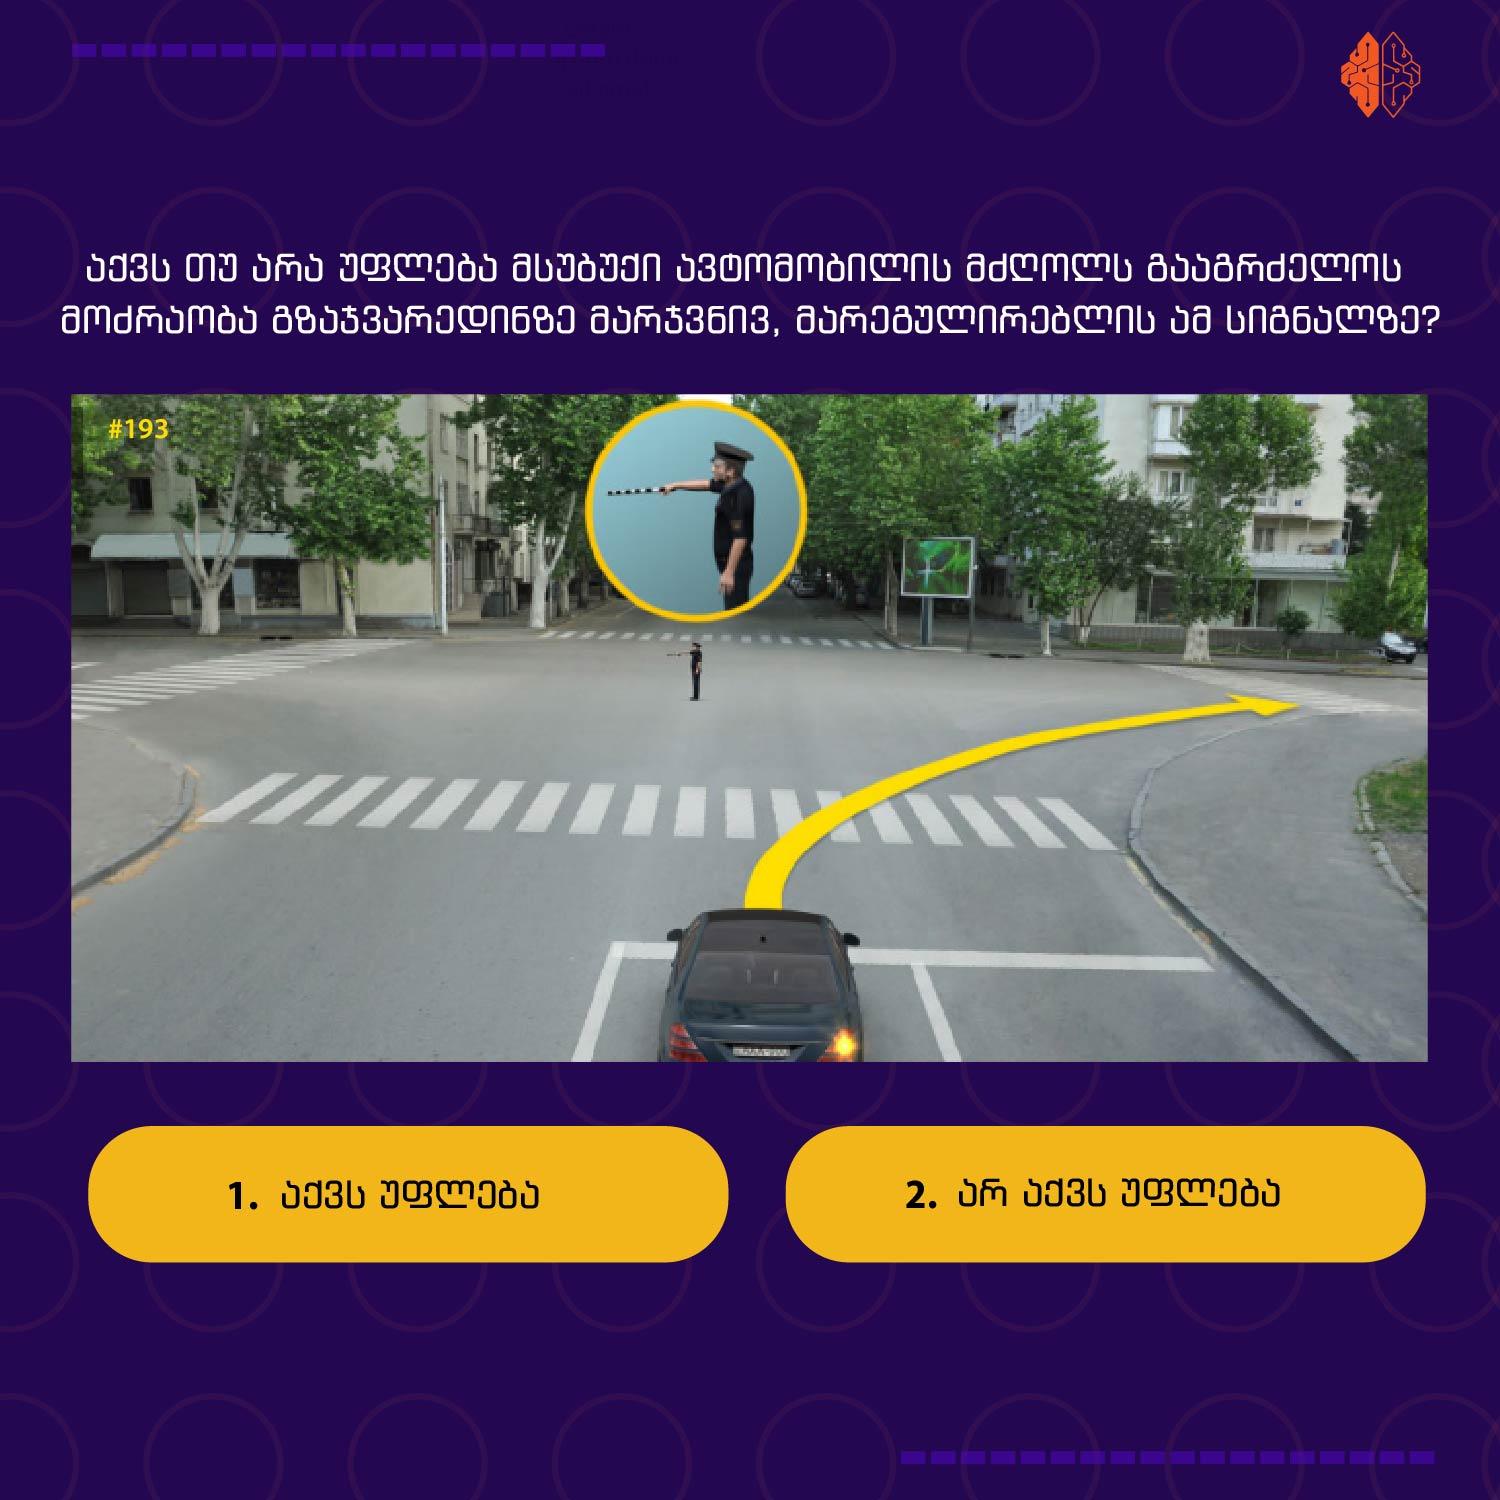 აქვს თუ არა უფლება მსუბუქი ავტომობილის მძღოლს გააგრძელოს
მოძრაობა გზაჯვარედინზე მარჯვნივ, მარეგულირებლის ამ სიგნალზე?
#193
1. აქვს უფლება
2. არ აქვს უფლება